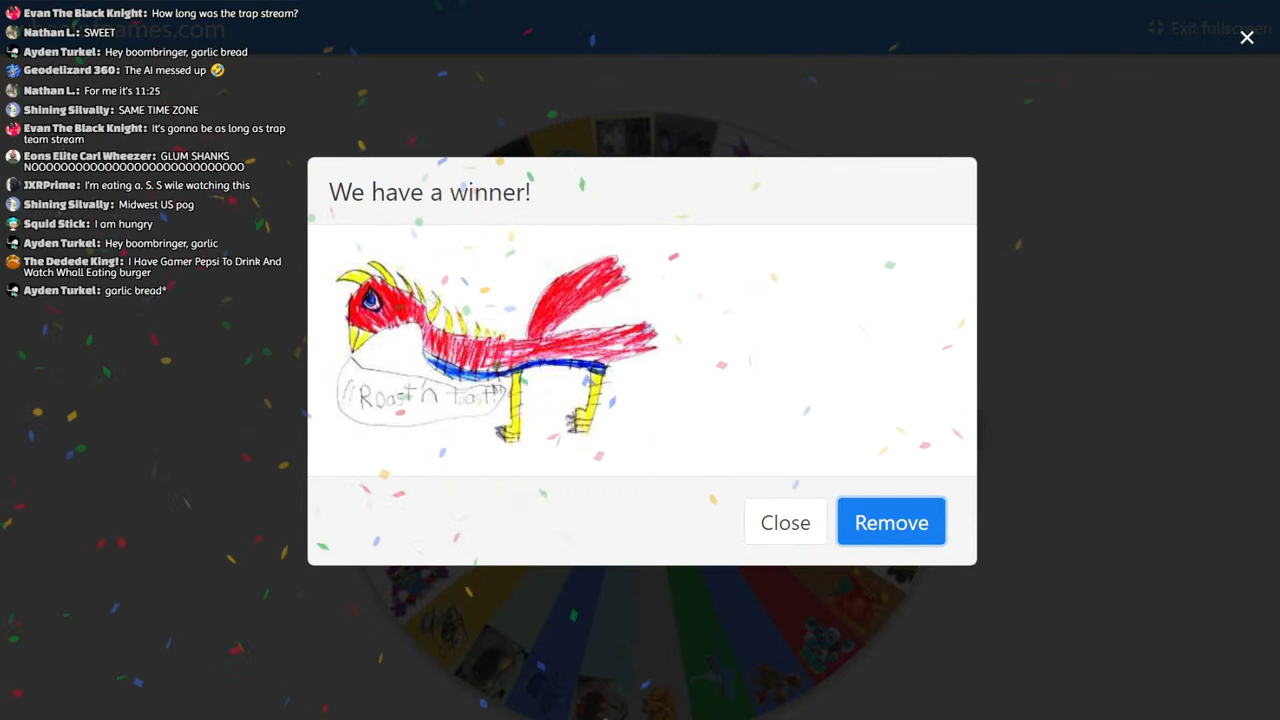 Evan The Black Knight: How long was the trap stream?
Nathan L.: SWEET
Ayden Turkel: Hey boombringer, garlic bread
Geodelizard 360: The AI messed up 🤣
Nathan L.: For me it's 11:25
Shining Silvally: SAME TIME ZONE
Evan The Black Knight: It's gonna be as long as trap
team stream
Eons Elite Carl Wheezer: GLUM SHANKS
NOOOOOOOOOOOOOOOOOOOOOOOOOOOOO
JXRPrime: I'm eating a. S. S wile watching this
Shining Silvally: Midwest US pog
Squid Stick: I am hungry
Ayden Turkel: Hey boombringer, garlic
The Dedede King!: I Have Gamer Pepsi To Drink And
Watch Whall Eating burger
Ayden Turkel: garlic bread*
Exit fullscreen
×
We have a winner!
"Roast'n toast!"
Close
Remove